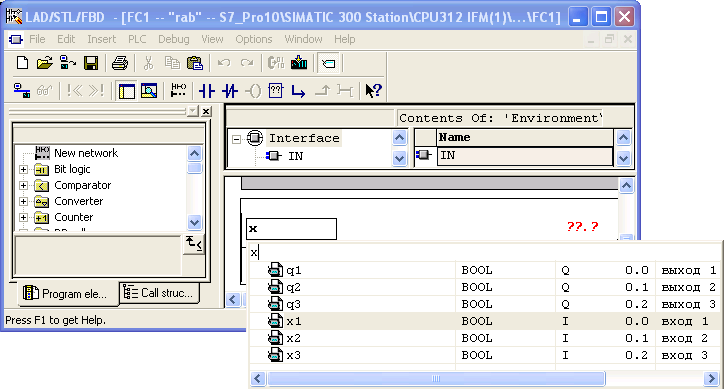 LAD/STL/FBD - [FC1 -- "rab" -- S7_Pro10\SIMATIC 300 Station\CPU312 IFM(1)\...\FC1]
File Edit Insert PLC Debug View Options Window Help
Contents Of: 'Environment\
Interface
IN
Name
IN
New network
Bit logic
Comparator
Converter
Counter
Program ele...
Call struc...
x
??.?
x
q1 BOOL Q 0.0 выход 1
q2 BOOL Q 0.1 выход 2
q3 BOOL Q 0.2 выход 3
x1 BOOL I 0.0 вход 1
x2 BOOL I 0.1 вход 2
x3 BOOL I 0.2 вход 3
Press F1 to get Help.